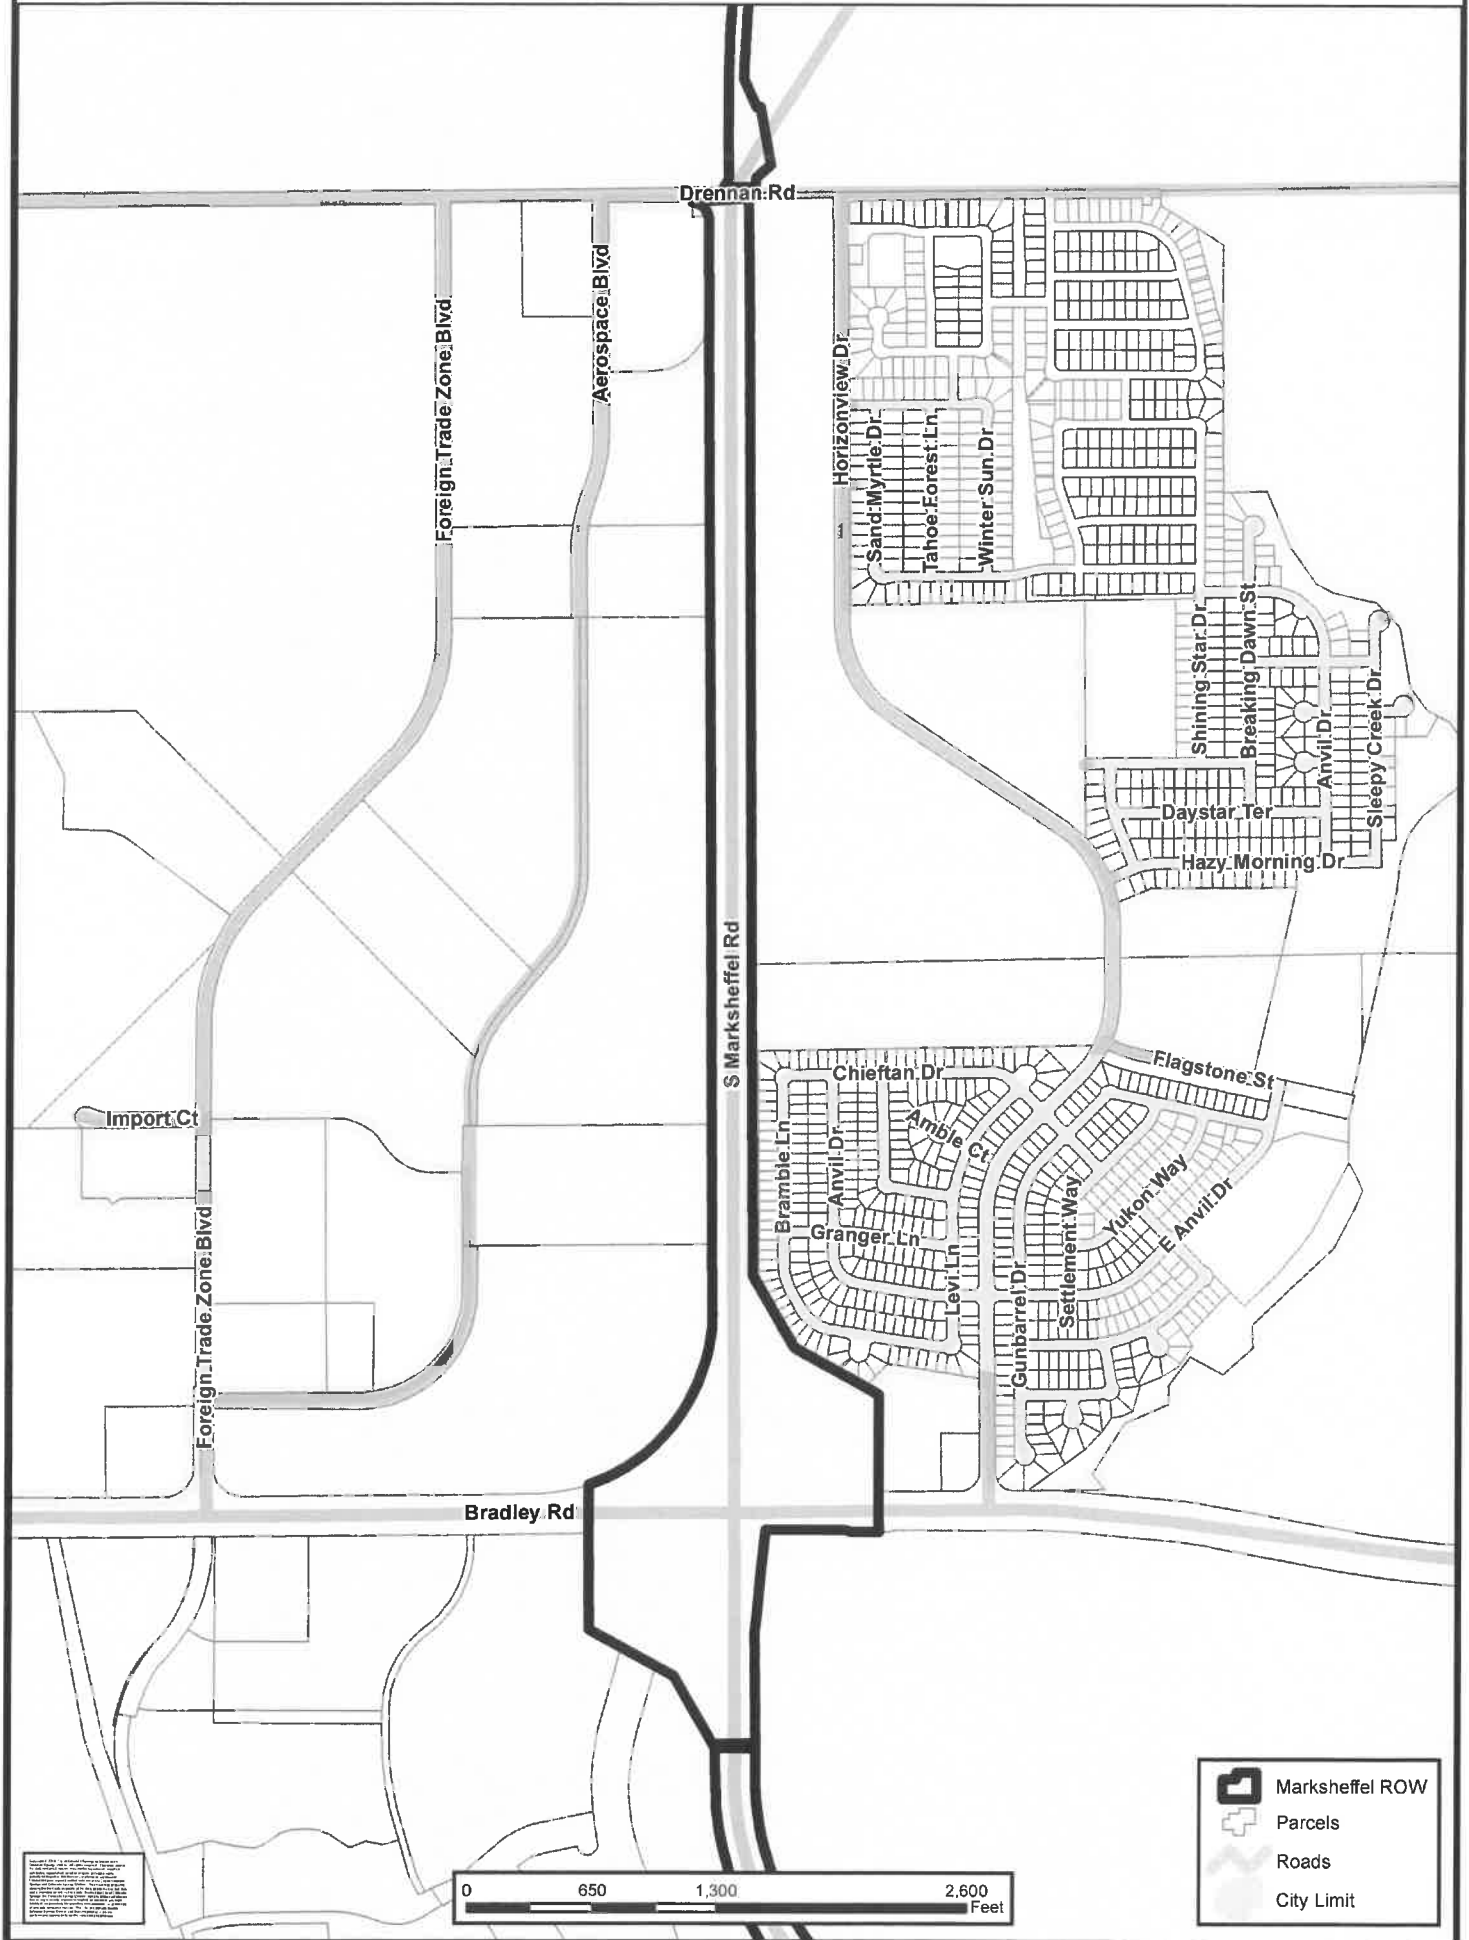 Drennan Rd
Foreign Trade Zone Blvd
Aerospace Blvd
Horizonview Dr
Sand Myrtle Dr
Tahoe Forest Ln
Winter Sun Dr
Shining Star Dr
Breaking Dawn St
Anvil Dr
Sleepy Creek Dr
Daystar Ter
Hazy Morning Dr
S Marksheffel Rd
Flagstone St
Chieftan Dr
Import Ct
Amble Ct
Bramble Ln
Anvil Dr
Yukon Way
E Anvil Dr
Granger Ln
Settlement Way
Levi Ln
Gunbarrel Dr
Foreign Trade Zone Blvd
Bradley Rd
Marksheffel ROW
Parcels
Roads
City Limit
0 650 1,300 2,600
Feet